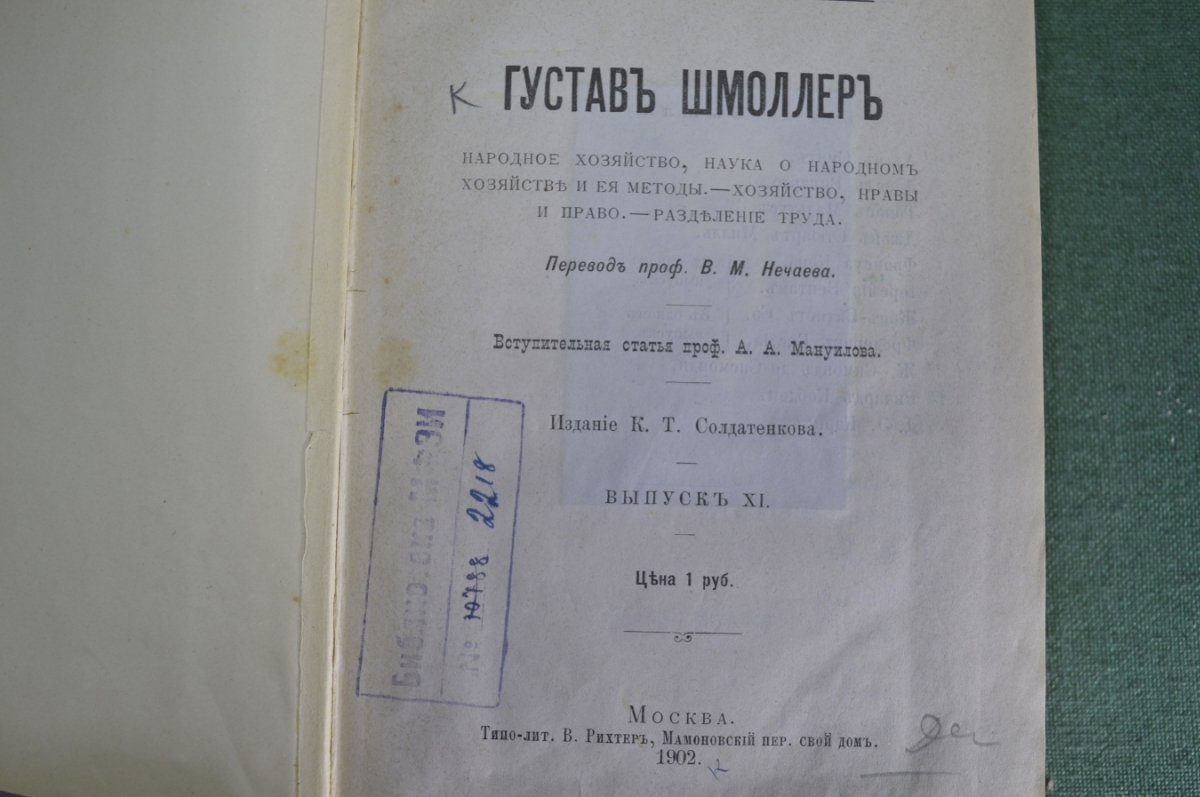 К ГУСТАВЪ ШМОЛЛЕРЪ
НАРОДНОЕ ХОЗЯЙСТВО, НАУКА О НАРОДНОМЪ
ХОЗЯЙСТВѢ И ЕЯ МЕТОДЫ.—ХОЗЯЙСТВО, НРАВЫ
И ПРАВО.—РАЗДѢЛЕНІЕ ТРУДА.
Переводъ проф. В. М. Нечаева.
Вступительная статья проф. А. А. Мануилова.
Изданіе К. Т. Солдатенкова.
ВЫПУСКЪ XI.
Цѣна 1 руб.
Библиотека
№ 10788 2218
МОСКВА.
Типо-лит. В. Рихтеръ, Мамоновскій пер. свой домъ.
1902.